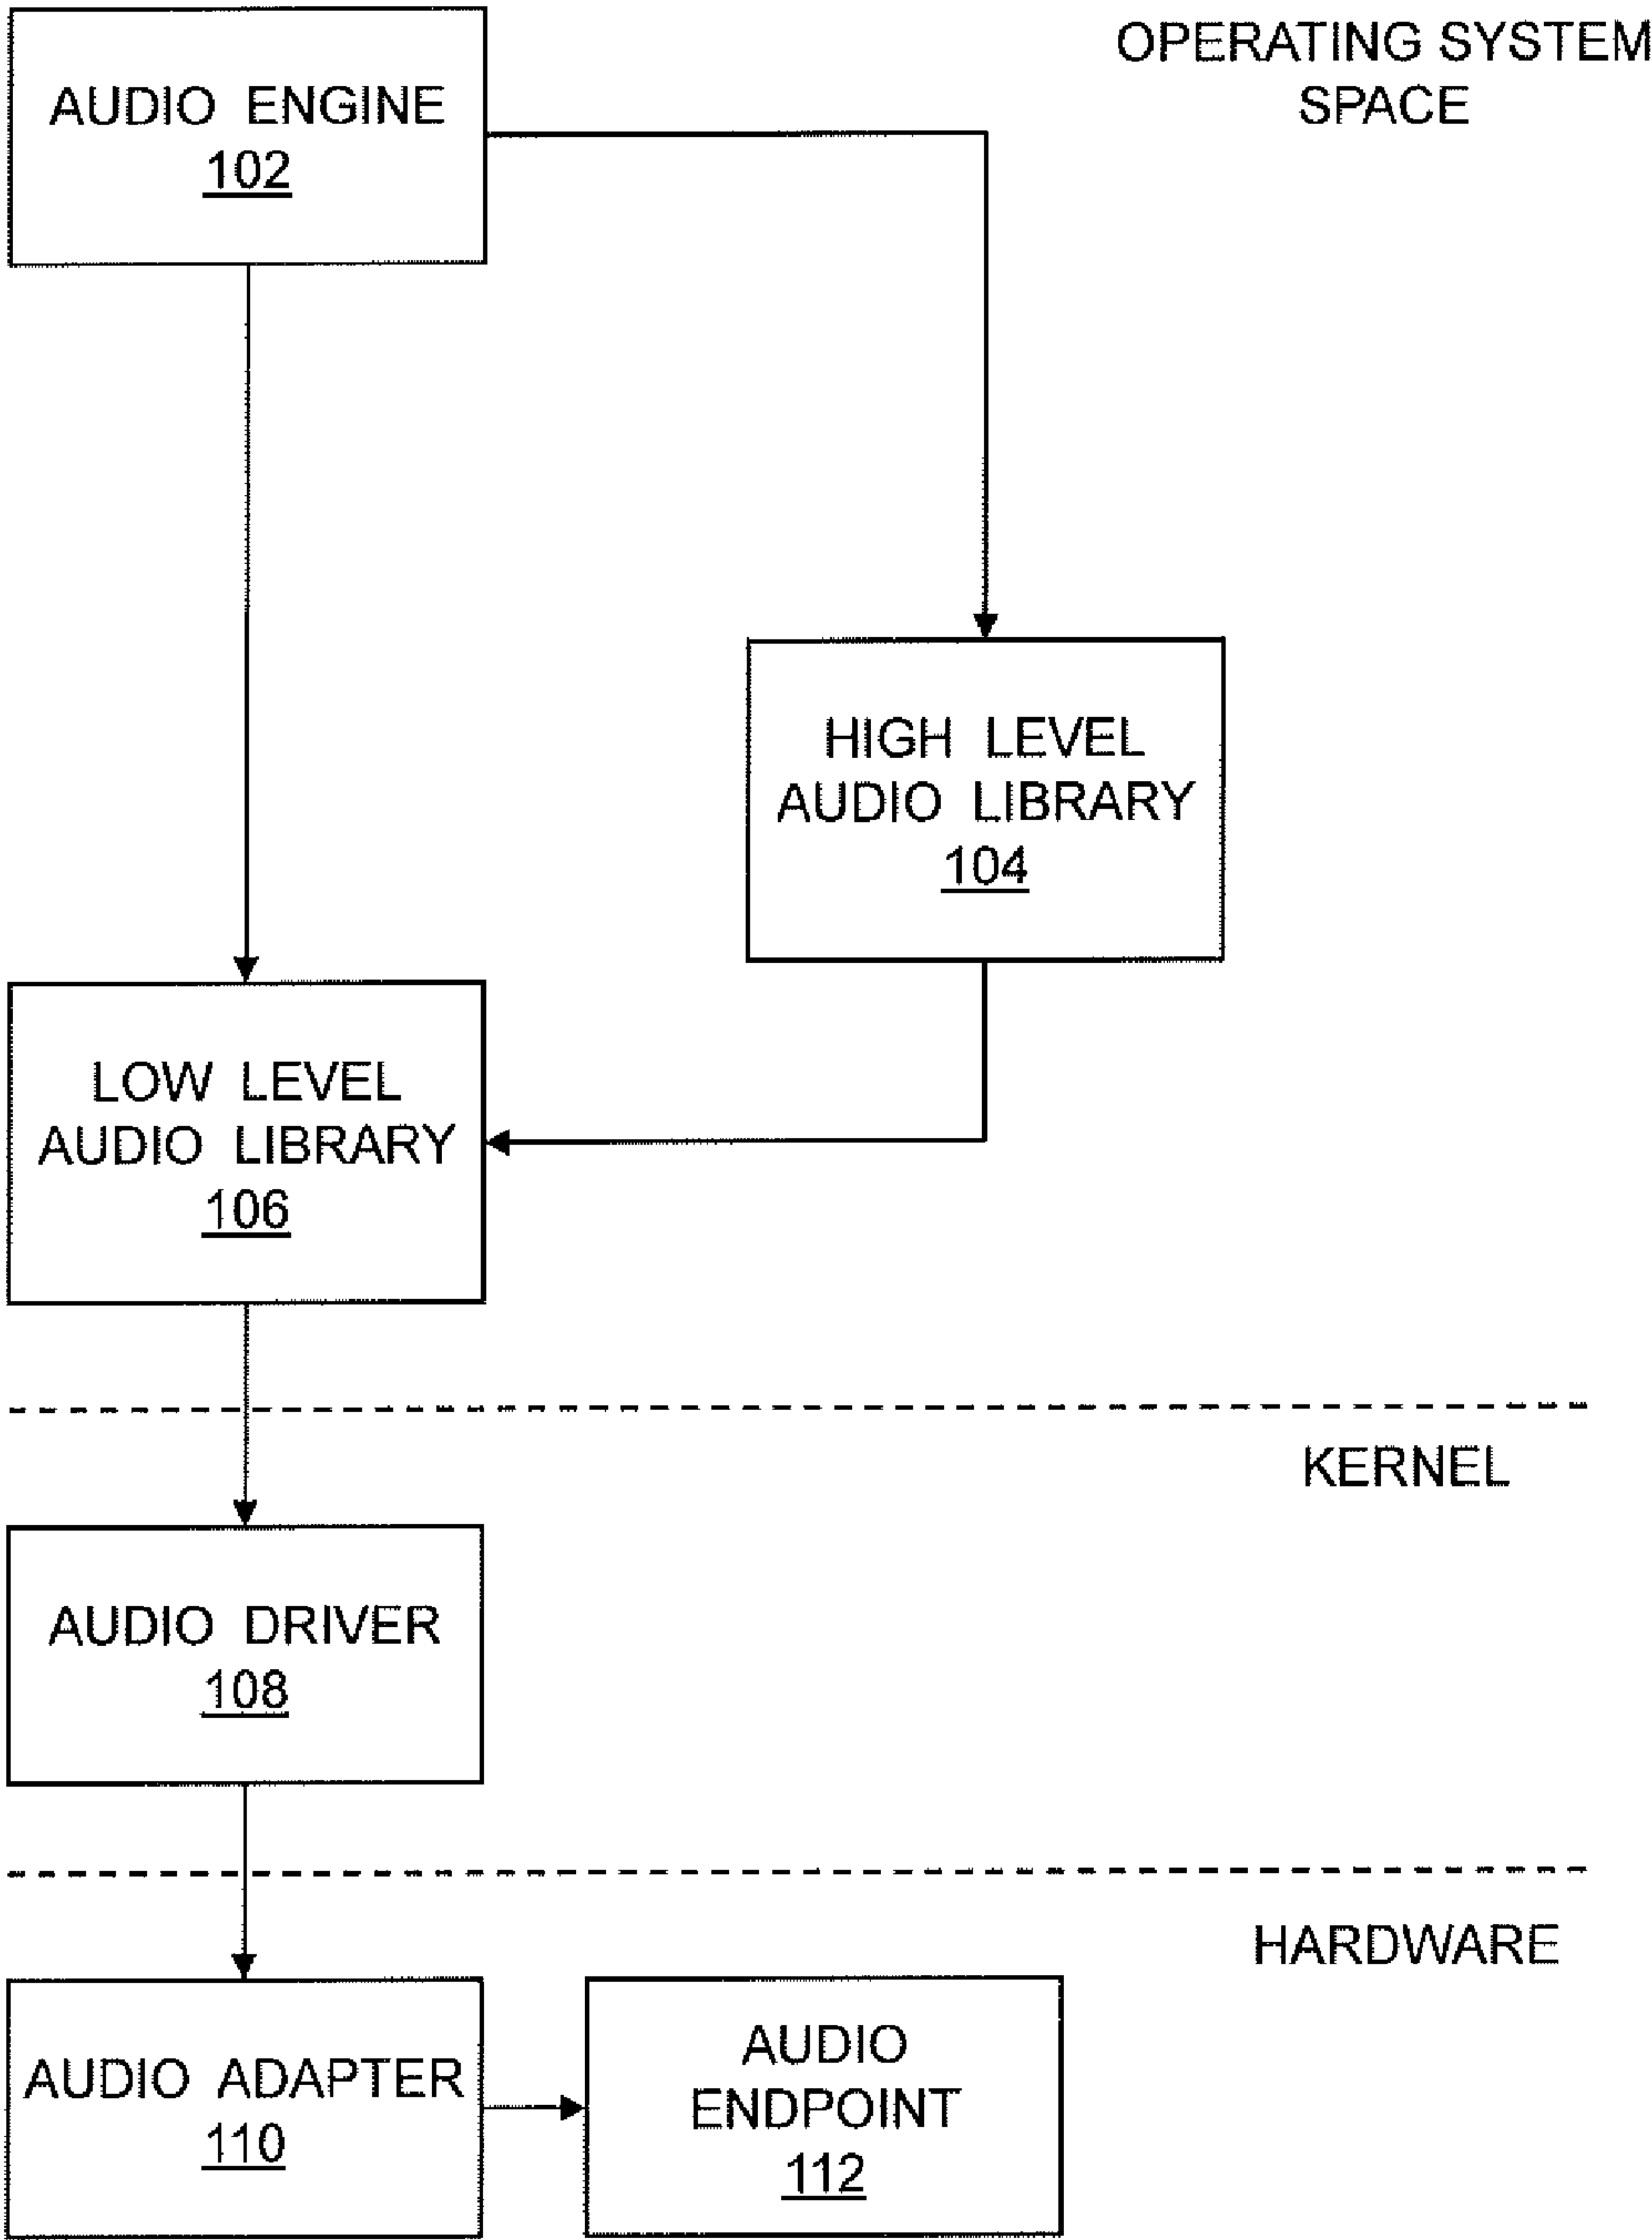 OPERATING SYSTEM
SPACE
AUDIO ENGINE
102
HIGH LEVEL
AUDIO LIBRARY
104
LOW LEVEL
AUDIO LIBRARY
106
KERNEL
AUDIO DRIVER
108
HARDWARE
AUDIO ADAPTER
110
AUDIO
ENDPOINT
112